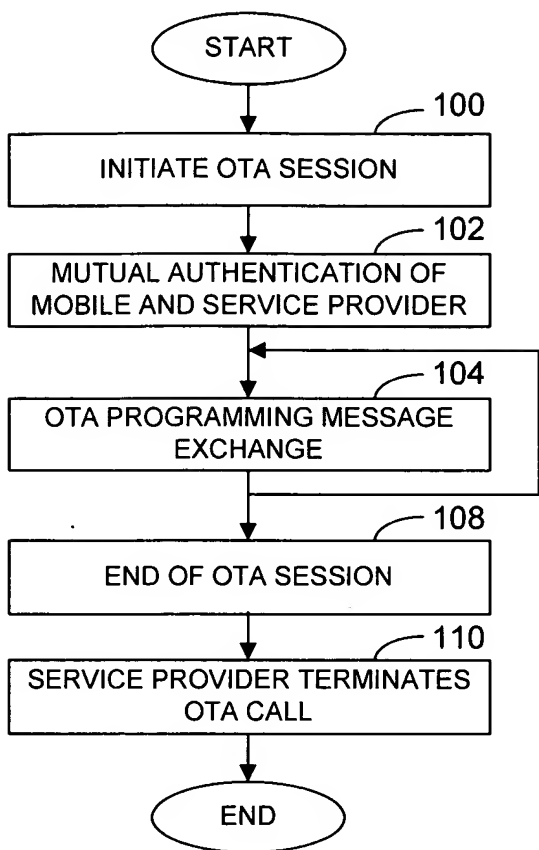 START
100
INITIATE OTA SESSION
102
MUTUAL AUTHENTICATION OF
MOBILE AND SERVICE PROVIDER
104
OTA PROGRAMMING MESSAGE
EXCHANGE
108
END OF OTA SESSION
110
SERVICE PROVIDER TERMINATES
OTA CALL
END